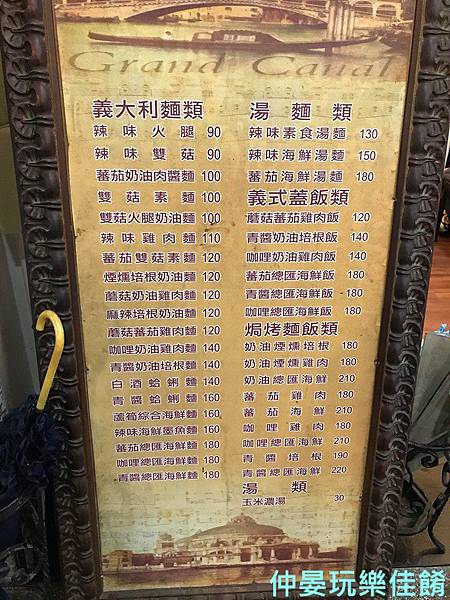 Grand Canal
義大利麵類
辣味火腿 90
辣味雙菇 90
蕃茄奶油肉醬麵 100
雙菇素麵 100
雙菇火腿奶油麵 100
辣味雞肉麵 110
蕃茄雙菇素麵 120
煙燻培根奶油麵 120
蘑菇奶油雞肉麵 120
麻辣培根奶油麵 120
蘑菇蕃茄雞肉麵 120
咖哩奶油雞肉麵 140
青醬奶油培根麵 140
白酒蛤蜊麵 140
青醬蛤蜊麵 160
蘆筍綜合海鮮麵 160
辣味海鮮墨魚麵 160
蕃茄總匯海鮮麵 180
咖哩總匯海鮮麵 180
青醬總匯海鮮麵 180
湯麵類
辣味素食湯麵 130
辣味海鮮湯麵 150
蕃茄海鮮湯麵 180
義式蓋飯類
蘑菇蕃茄雞肉飯 120
青醬奶油培根飯 140
咖哩奶油雞肉飯 140
蕃茄總匯海鮮飯 180
青醬總匯海鮮飯 180
咖哩總匯海鮮飯 180
焗烤麵飯類
奶油煙燻培根 180
奶油煙燻雞肉 180
奶油總匯海鮮 210
蕃茄雞肉 180
蕃茄海鮮 210
咖哩雞肉 180
咖哩總匯海鮮 210
青醬培根 190
青醬總匯海鮮 220
湯類
玉米濃湯 30
仲晏玩樂佳餚